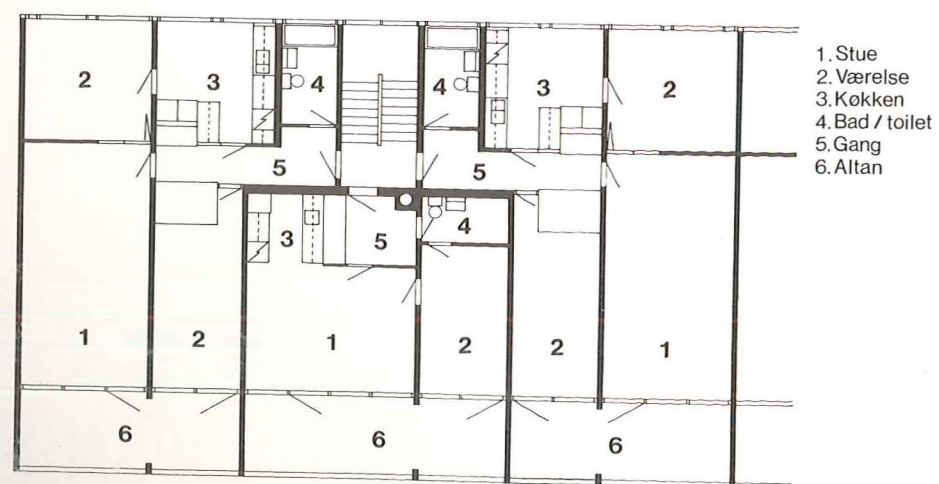 2 3 4 4 3 2
5 5
3 5 4
1 2 1 2 2 1
6 6 6
1. Stue
2. Værelse
3. Køkken
4. Bad / toilet
5. Gang
6. Altan